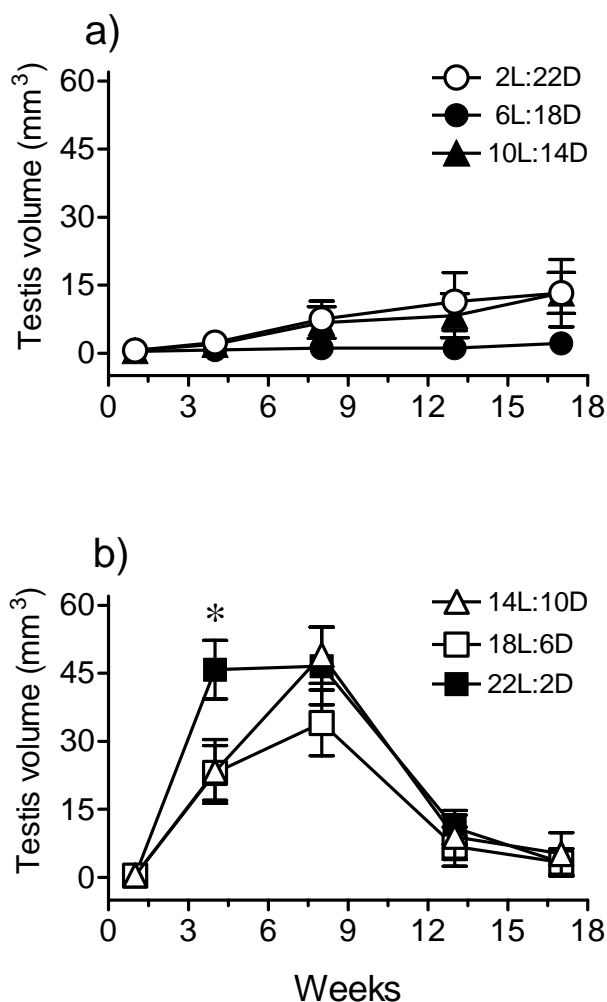 a)
Testis volume (mm³)
60
45
30
15
0
2L:22D
6L:18D
10L:14D
0 3 6 9 12 15 18
b)
Testis volume (mm³)
60
45
30
15
0
*
14L:10D
18L:6D
22L:2D
0 3 6 9 12 15 18
Weeks